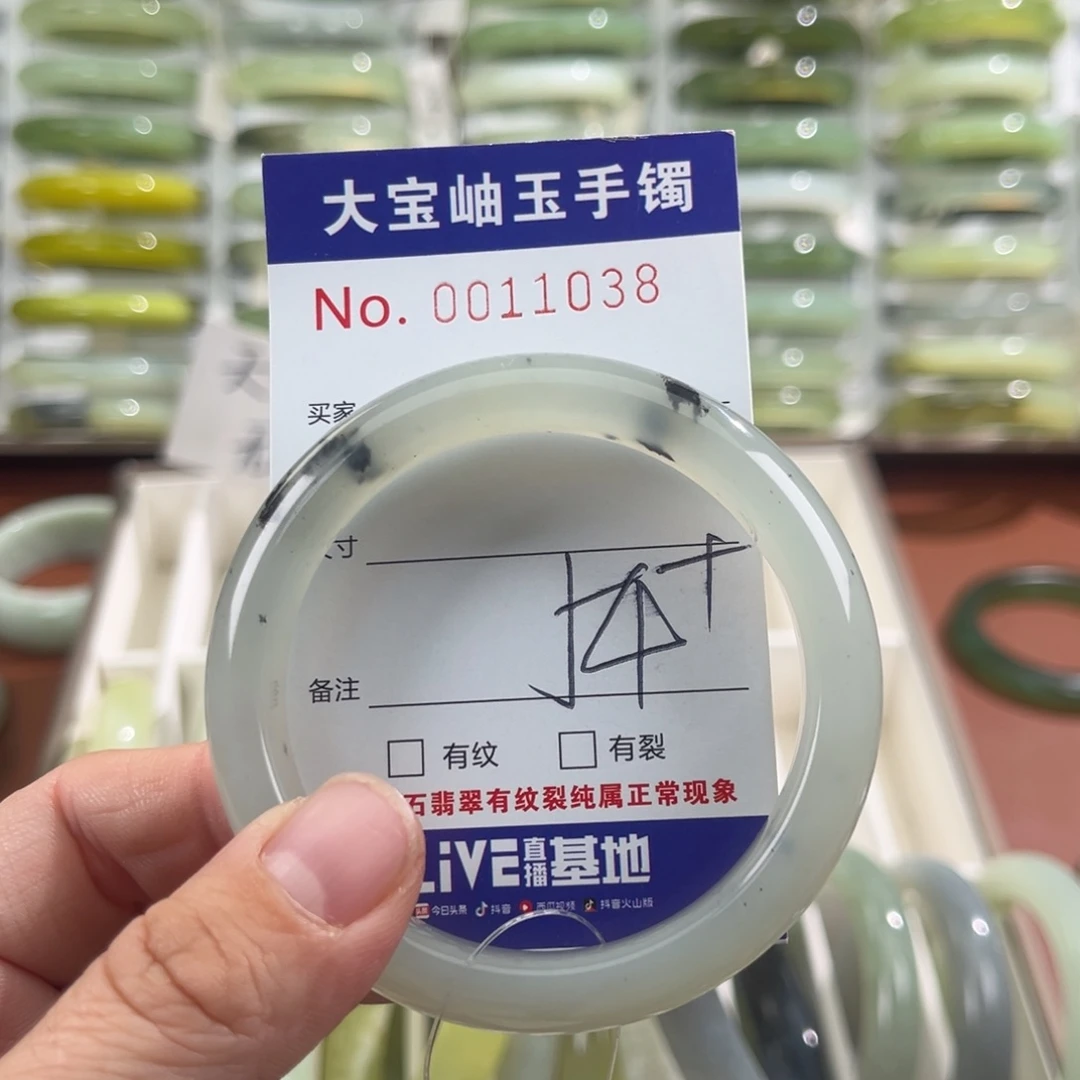 大宝岫玉手镯
No. 0011038
买家
寸
备注
□ 有纹 □ 有裂
石翡翠有纹裂纯属正常现象
LiVE直播基地
头条 今日头条 抖音 西瓜视频 抖音火山版